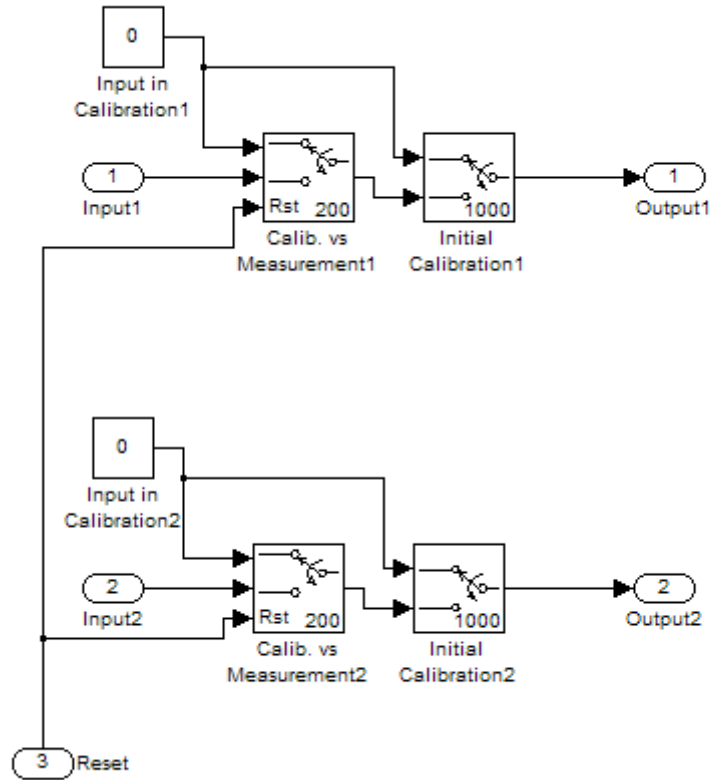 0
Input in
Calibration1
1
Input1
Rst 200
Calib. vs
Measurement1
1000
Initial
Calibration1
1
Output1
0
Input in
Calibration2
2
Input2
Rst 200
Calib. vs
Measurement2
1000
Initial
Calibration2
2
Output2
3 Reset